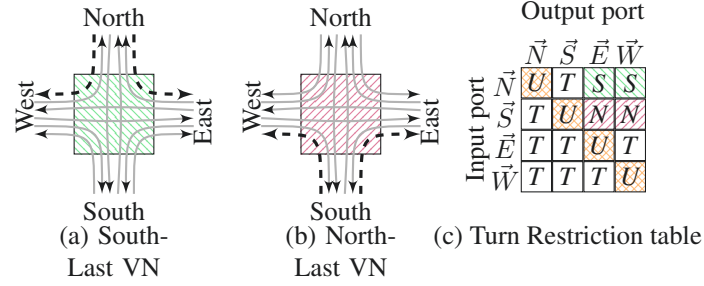 North
West
East
South
(a) South-
Last VN
North
West
East
South
(b) North-
Last VN
Output port
N⃗ S⃗ E⃗ W⃗
Input port
N⃗ U T S S
S⃗ T U N N
E⃗ T T U T
W⃗ T T T U
(c) Turn Restriction table